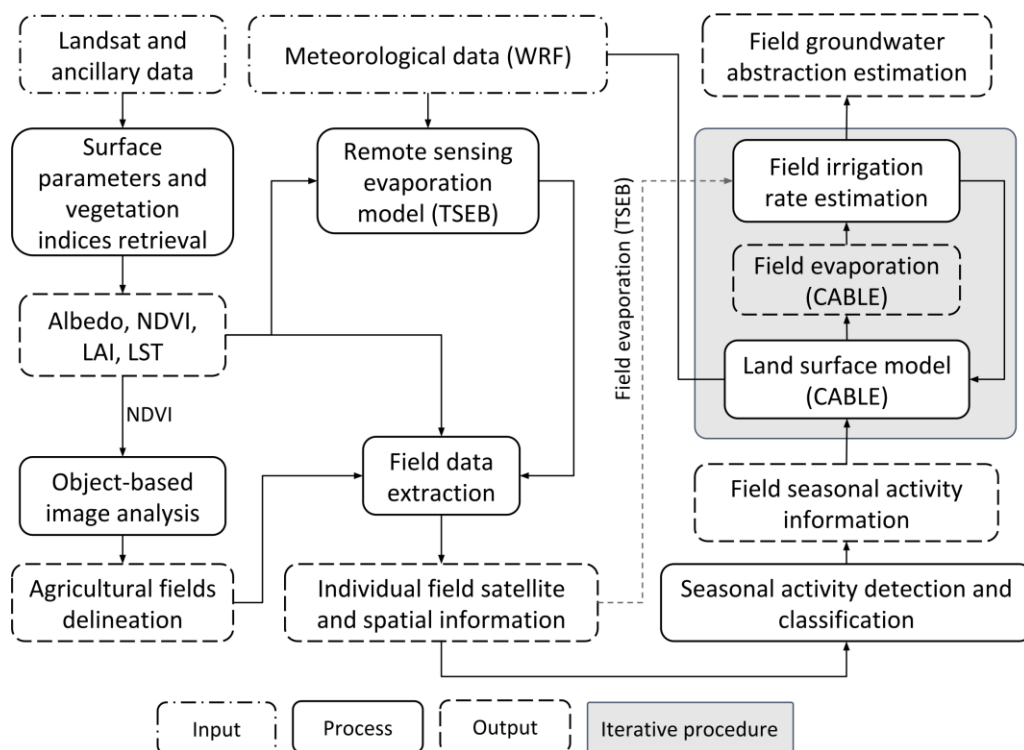 Landsat and
ancillary data
Meteorological data (WRF)
Field groundwater
abstraction estimation
Surface
parameters and
vegetation
indices retrieval
Remote sensing
evaporation
model (TSEB)
Field irrigation
rate estimation
Field evaporation (TSEB)
Field evaporation
(CABLE)
Albedo, NDVI,
LAI, LST
Land surface model
(CABLE)
NDVI
Object-based
image analysis
Field data
extraction
Field seasonal activity
information
Agricultural fields
delineation
Individual field satellite
and spatial information
Seasonal activity detection and
classification
Input
Process
Output
Iterative procedure